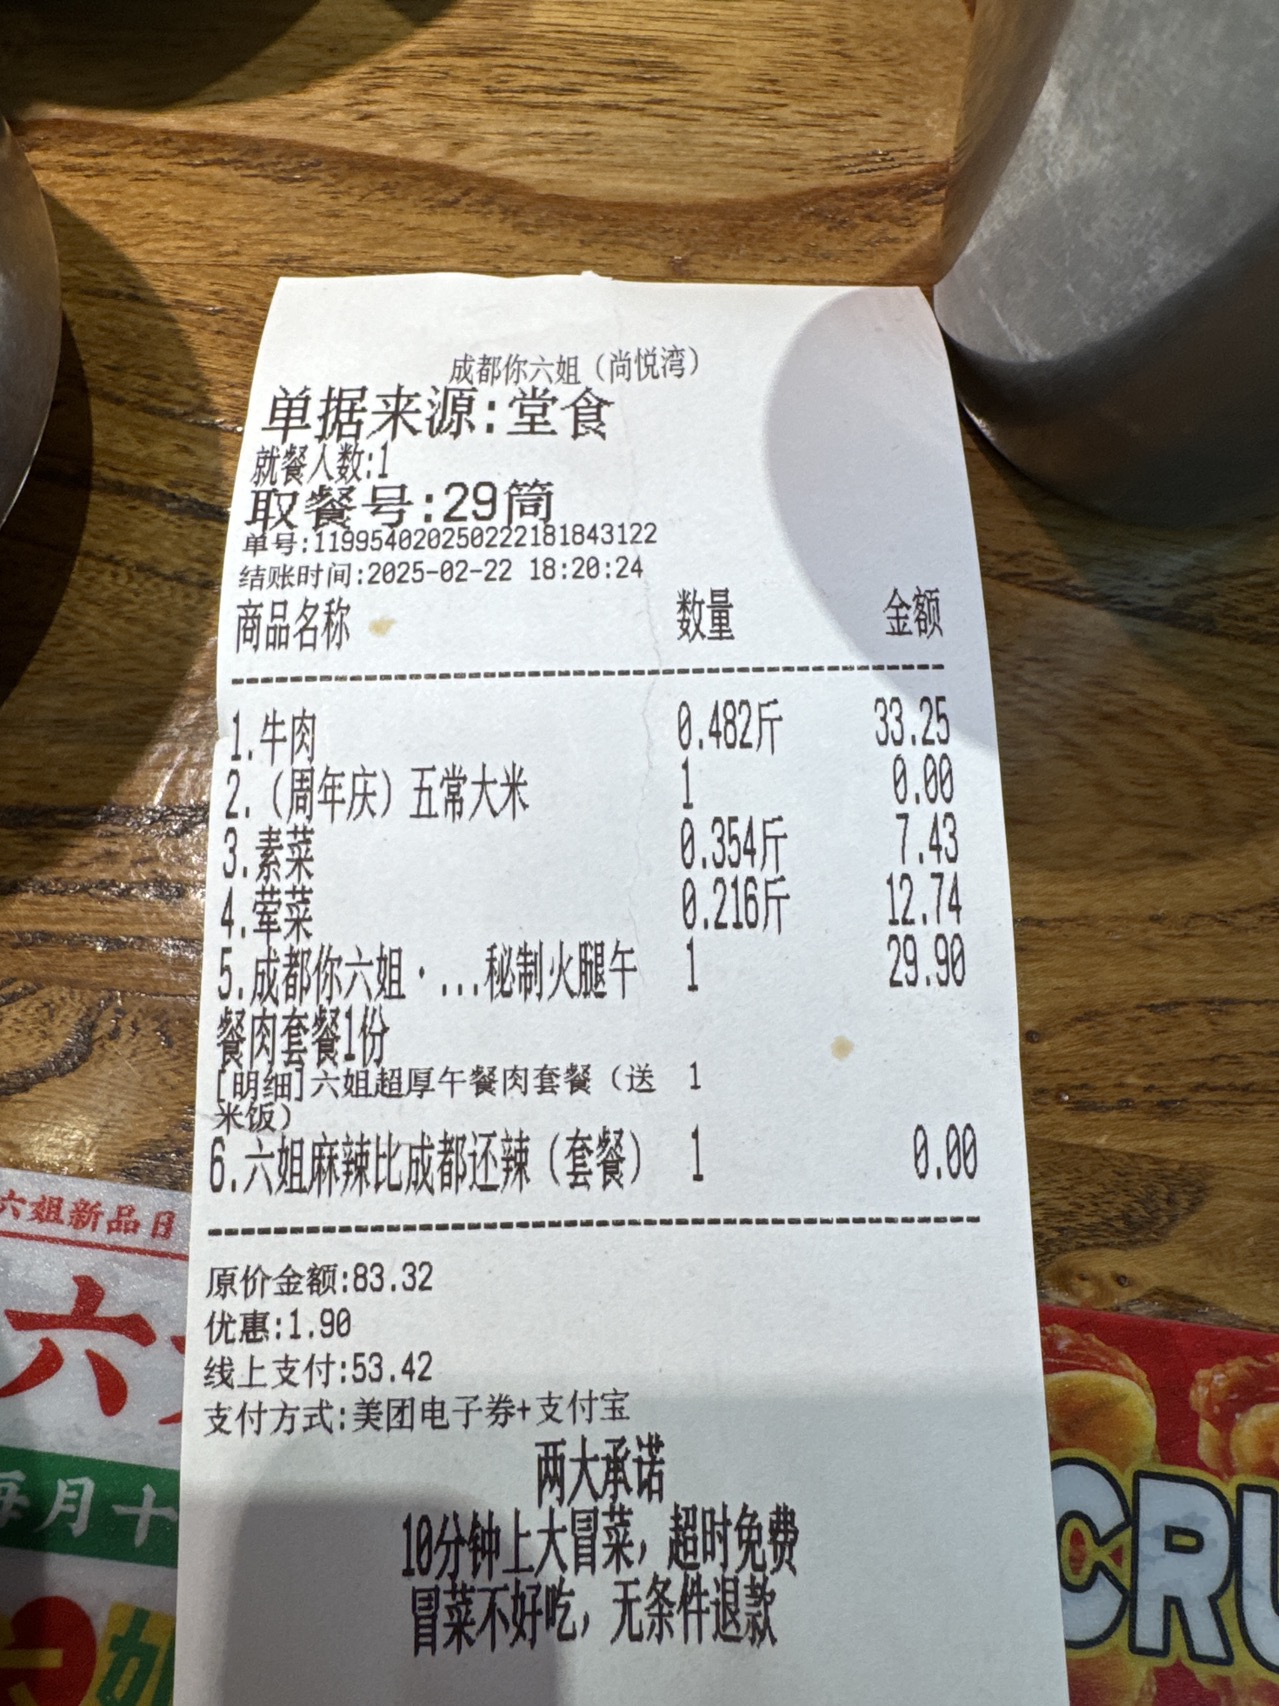 成都你六姐（尚悦湾）
单据来源:堂食
就餐人数:1
取餐号:29筒
单号:119954020250222181843122
结账时间:2025-02-22 18:20:24
商品名称 数量 金额
1.牛肉 0.482斤 33.25
2.（周年庆）五常大米 1 0.00
3.素菜 0.354斤 7.43
4.荤菜 0.216斤 12.74
5.成都你六姐·...秘制火腿午 1 29.90
餐肉套餐1份
[明细]六姐超厚午餐肉套餐（送 1
米饭）
6.六姐麻辣比成都还辣（套餐） 1 0.00
原价金额:83.32
优惠:1.90
线上支付:53.42
支付方式:美团电子券+支付宝
两大承诺
10分钟上大冒菜，超时免费
冒菜不好吃，无条件退款
六姐新品日
六
每月十
CRU